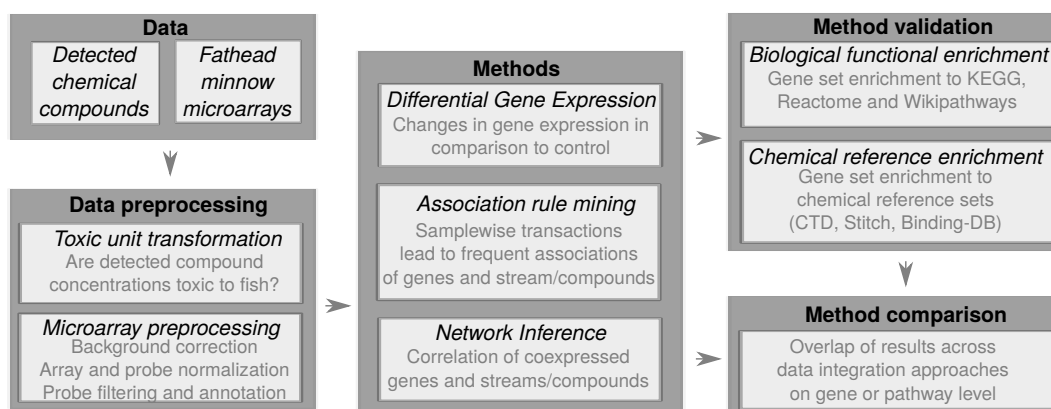 Data
Detected
chemical
compounds
Fathead
minnow
microarrays
Data preprocessing
Toxic unit transformation
Are detected compound
concentrations toxic to fish?
Microarray preprocessing
Background correction
Array and probe normalization
Probe filtering and annotation
Methods
Differential Gene Expression
Changes in gene expression in
comparison to control
Association rule mining
Samplewise transactions
lead to frequent associations
of genes and stream/compounds
Network Inference
Correlation of coexpressed
genes and streams/compounds
Method validation
Biological functional enrichment
Gene set enrichment to KEGG,
Reactome and Wikipathways
Chemical reference enrichment
Gene set enrichment to
chemical reference sets
(CTD, Stitch, Binding-DB)
Method comparison
Overlap of results across
data integration approaches
on gene or pathway level